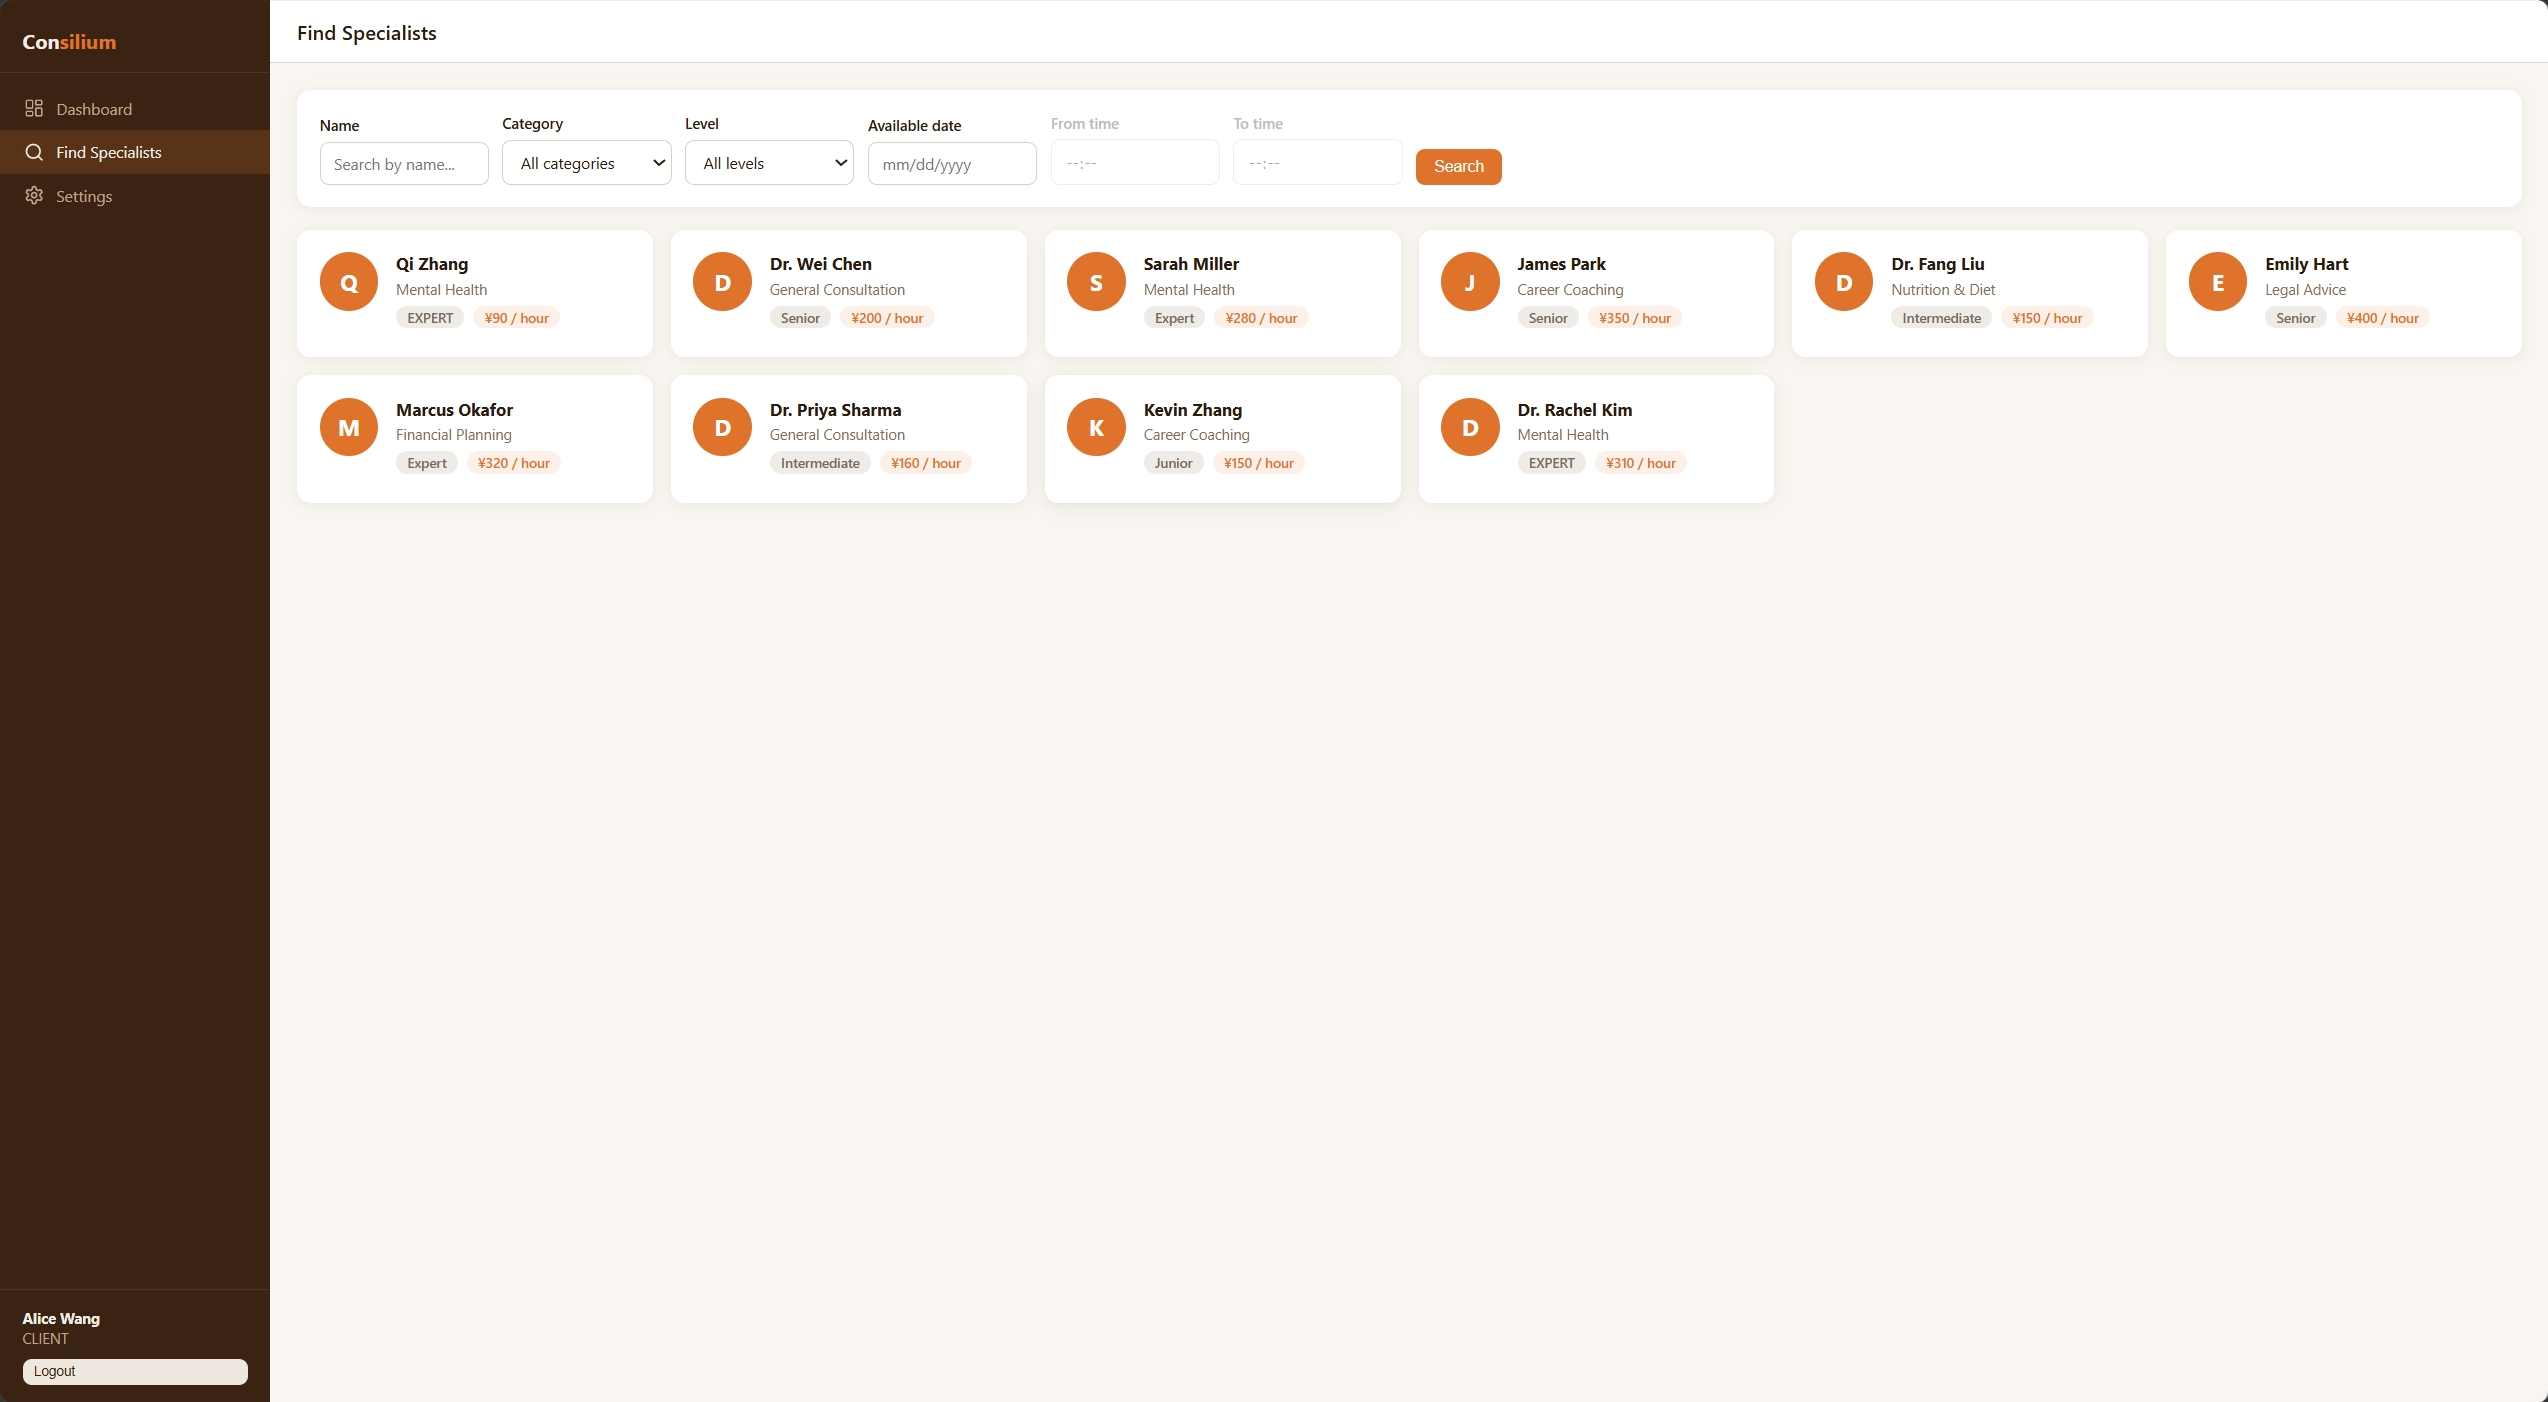 Consilium
Dashboard
Find Specialists
Settings
Alice Wang
CLIENT
Logout
Find Specialists
Name
Search by name...
Category
All categories
Level
All levels
Available date
mm/dd/yyyy
From time
--:--
To time
--:--
Search
Q
Qi Zhang
Mental Health
EXPERT ¥90 / hour
D
Dr. Wei Chen
General Consultation
Senior ¥200 / hour
S
Sarah Miller
Mental Health
Expert ¥280 / hour
J
James Park
Career Coaching
Senior ¥350 / hour
D
Dr. Fang Liu
Nutrition & Diet
Intermediate ¥150 / hour
E
Emily Hart
Legal Advice
Senior ¥400 / hour
M
Marcus Okafor
Financial Planning
Expert ¥320 / hour
D
Dr. Priya Sharma
General Consultation
Intermediate ¥160 / hour
K
Kevin Zhang
Career Coaching
Junior ¥150 / hour
D
Dr. Rachel Kim
Mental Health
EXPERT ¥310 / hour